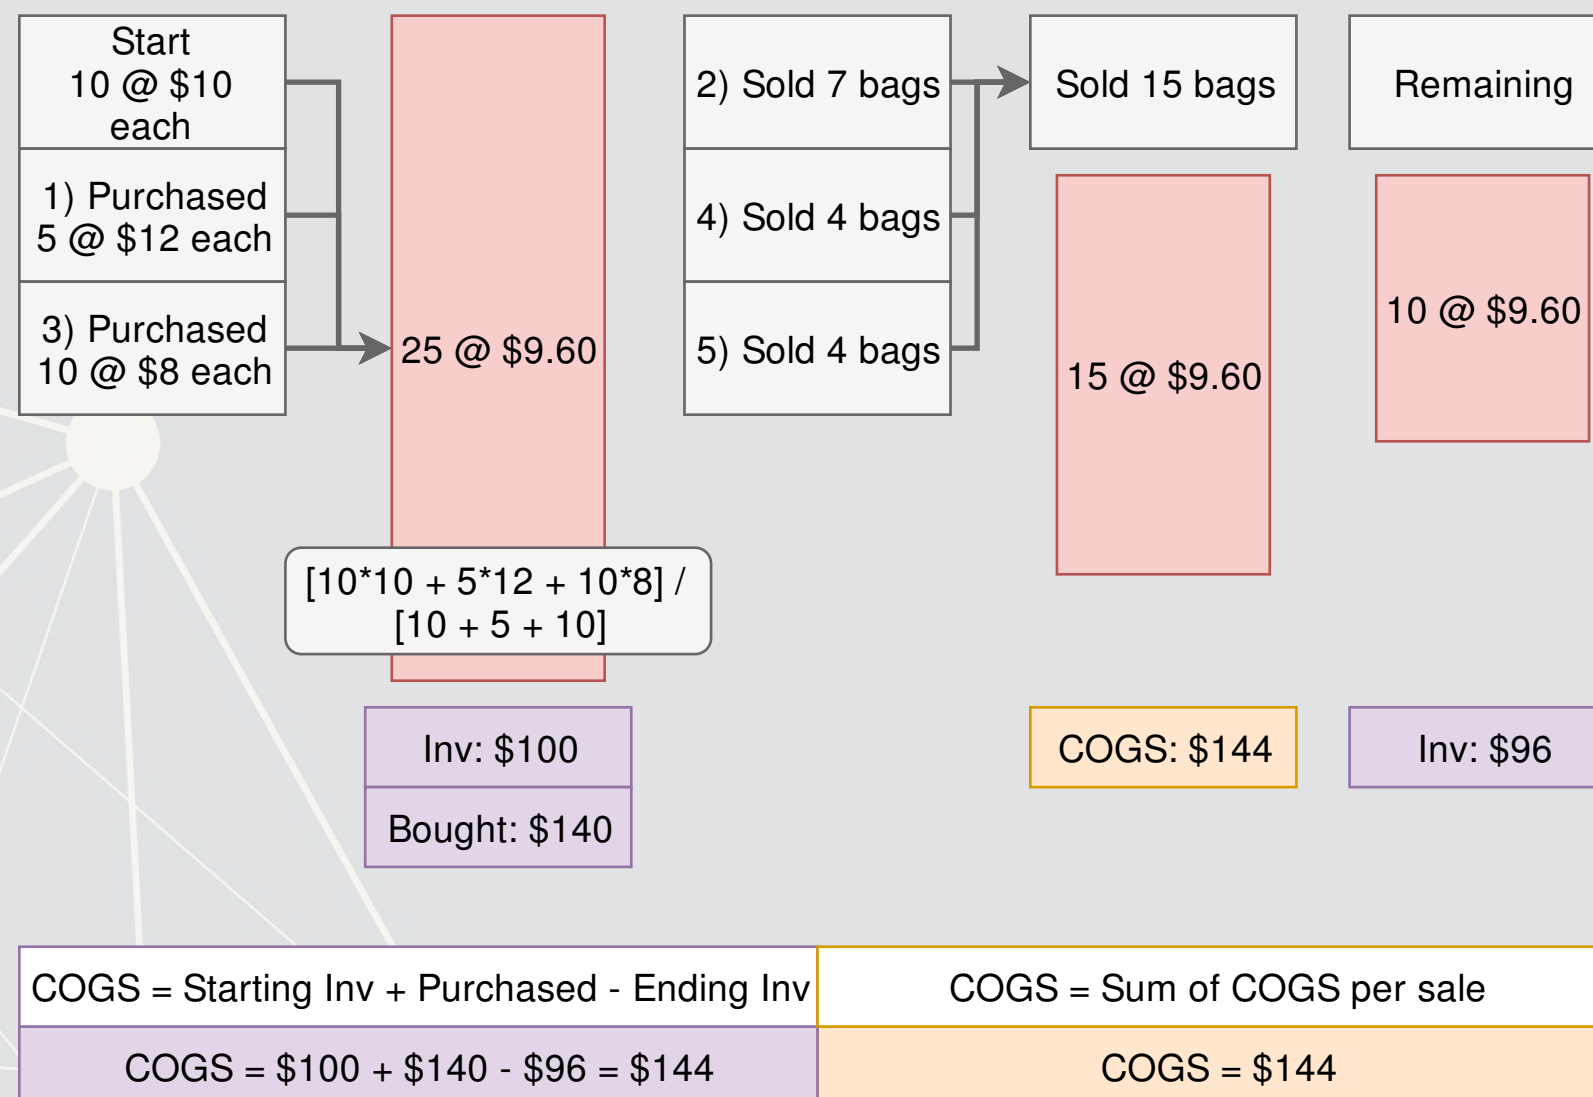 Start
10 @ $10
each
1) Purchased
5 @ $12 each
3) Purchased
10 @ $8 each
25 @ $9.60
[10*10 + 5*12 + 10*8] /
[10 + 5 + 10]
Inv: $100
Bought: $140
2) Sold 7 bags
4) Sold 4 bags
5) Sold 4 bags
Sold 15 bags
15 @ $9.60
COGS: $144
Remaining
10 @ $9.60
Inv: $96
COGS = Starting Inv + Purchased - Ending Inv
COGS = $100 + $140 - $96 = $144
COGS = Sum of COGS per sale
COGS = $144